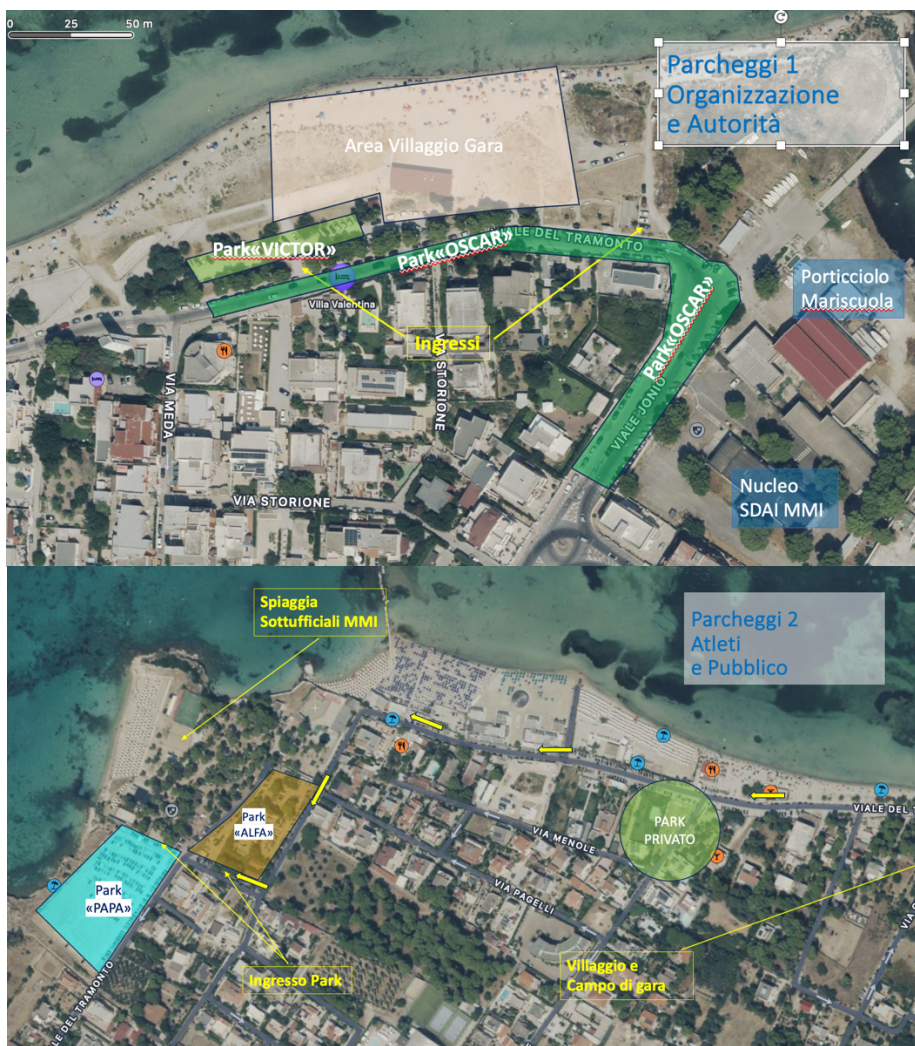 0 25 50 m
Parcheggi 1
Organizzazione
e Autorità
Area Villaggio Gara
Park«VICTOR»
Park«OSCAR»
VIALE DEL TRAMONTO
Porticciolo
Mariscuola
Villa Valentina
Ingressi
Park«OSCAR»
VIA STORIONE
VIA MEDA
VIALE JONIO
VIA STORIONE
Nucleo
SDAI MMI
Spiaggia
Sottufficiali MMI
Parcheggi 2
Atleti
e Pubblico
VIALE DEL T
Park
«ALFA»
PARK
PRIVATO
VIA MENOLE
VIA PAGELLI
Park
«PAPA»
Ingresso Park
Villaggio e
Campo di gara
VIALE DEL TRAMONTO